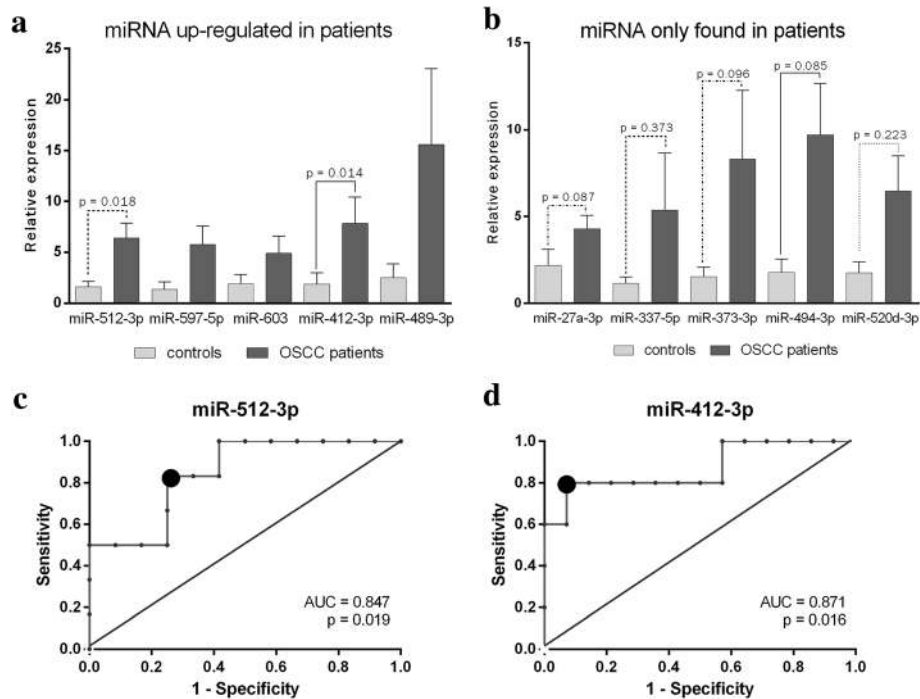 a
miRNA up-regulated in patients
Relative expression
25
20
15
10
5
0
p = 0.018
p = 0.014
miR-512-3p miR-597-5p miR-603 miR-412-3p miR-489-3p
controls OSCC patients
b
miRNA only found in patients
Relative expression
15
10
5
0
p = 0.087
p = 0.373
p = 0.096
p = 0.085
p = 0.223
miR-27a-3p miR-337-5p miR-373-3p miR-494-3p miR-520d-3p
controls OSCC patients
c
miR-512-3p
Sensitivity
1.0
0.8
0.6
0.4
0.2
0.0
0.0 0.2 0.4 0.6 0.8 1.0
1 - Specificity
AUC = 0.847
p = 0.019
d
miR-412-3p
Sensitivity
1.0
0.8
0.6
0.4
0.2
0.0
0.0 0.2 0.4 0.6 0.8 1.0
1 - Specificity
AUC = 0.871
p = 0.016